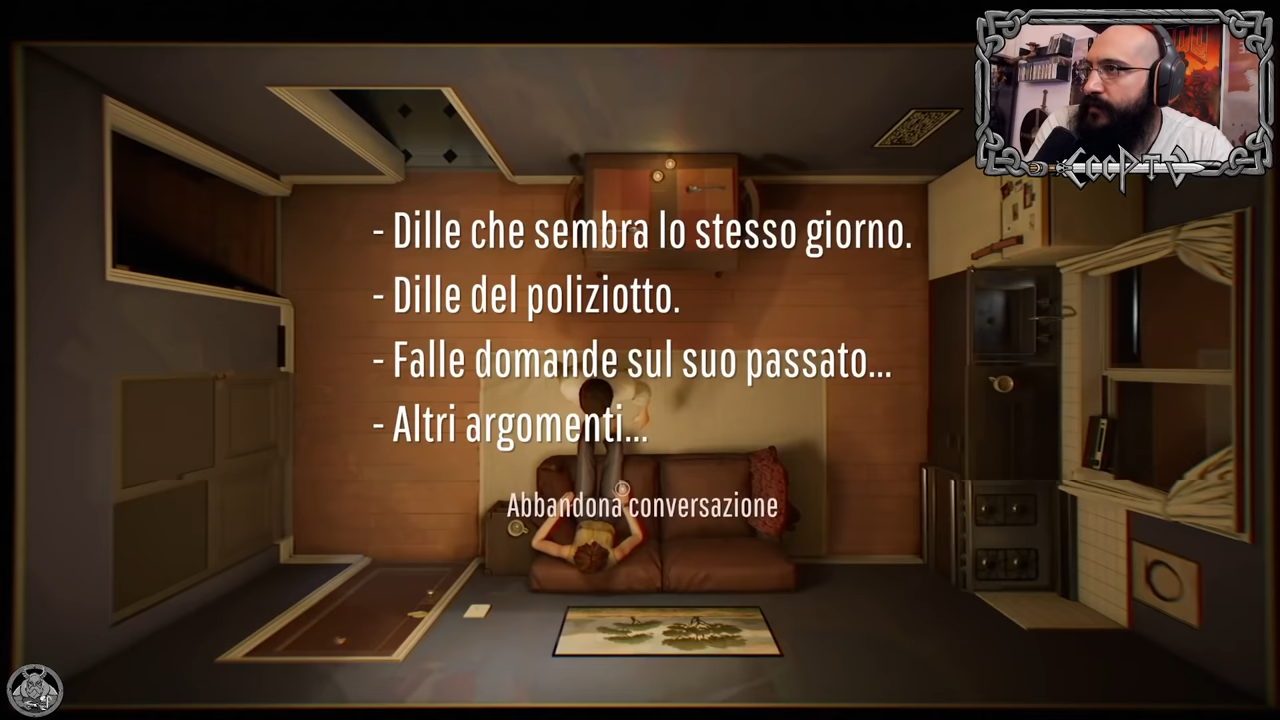 - Dille che sembra lo stesso giorno.
- Dille del poliziotto.
- Falle domande sul suo passato...
- Altri argomenti...
Abbandona conversazione